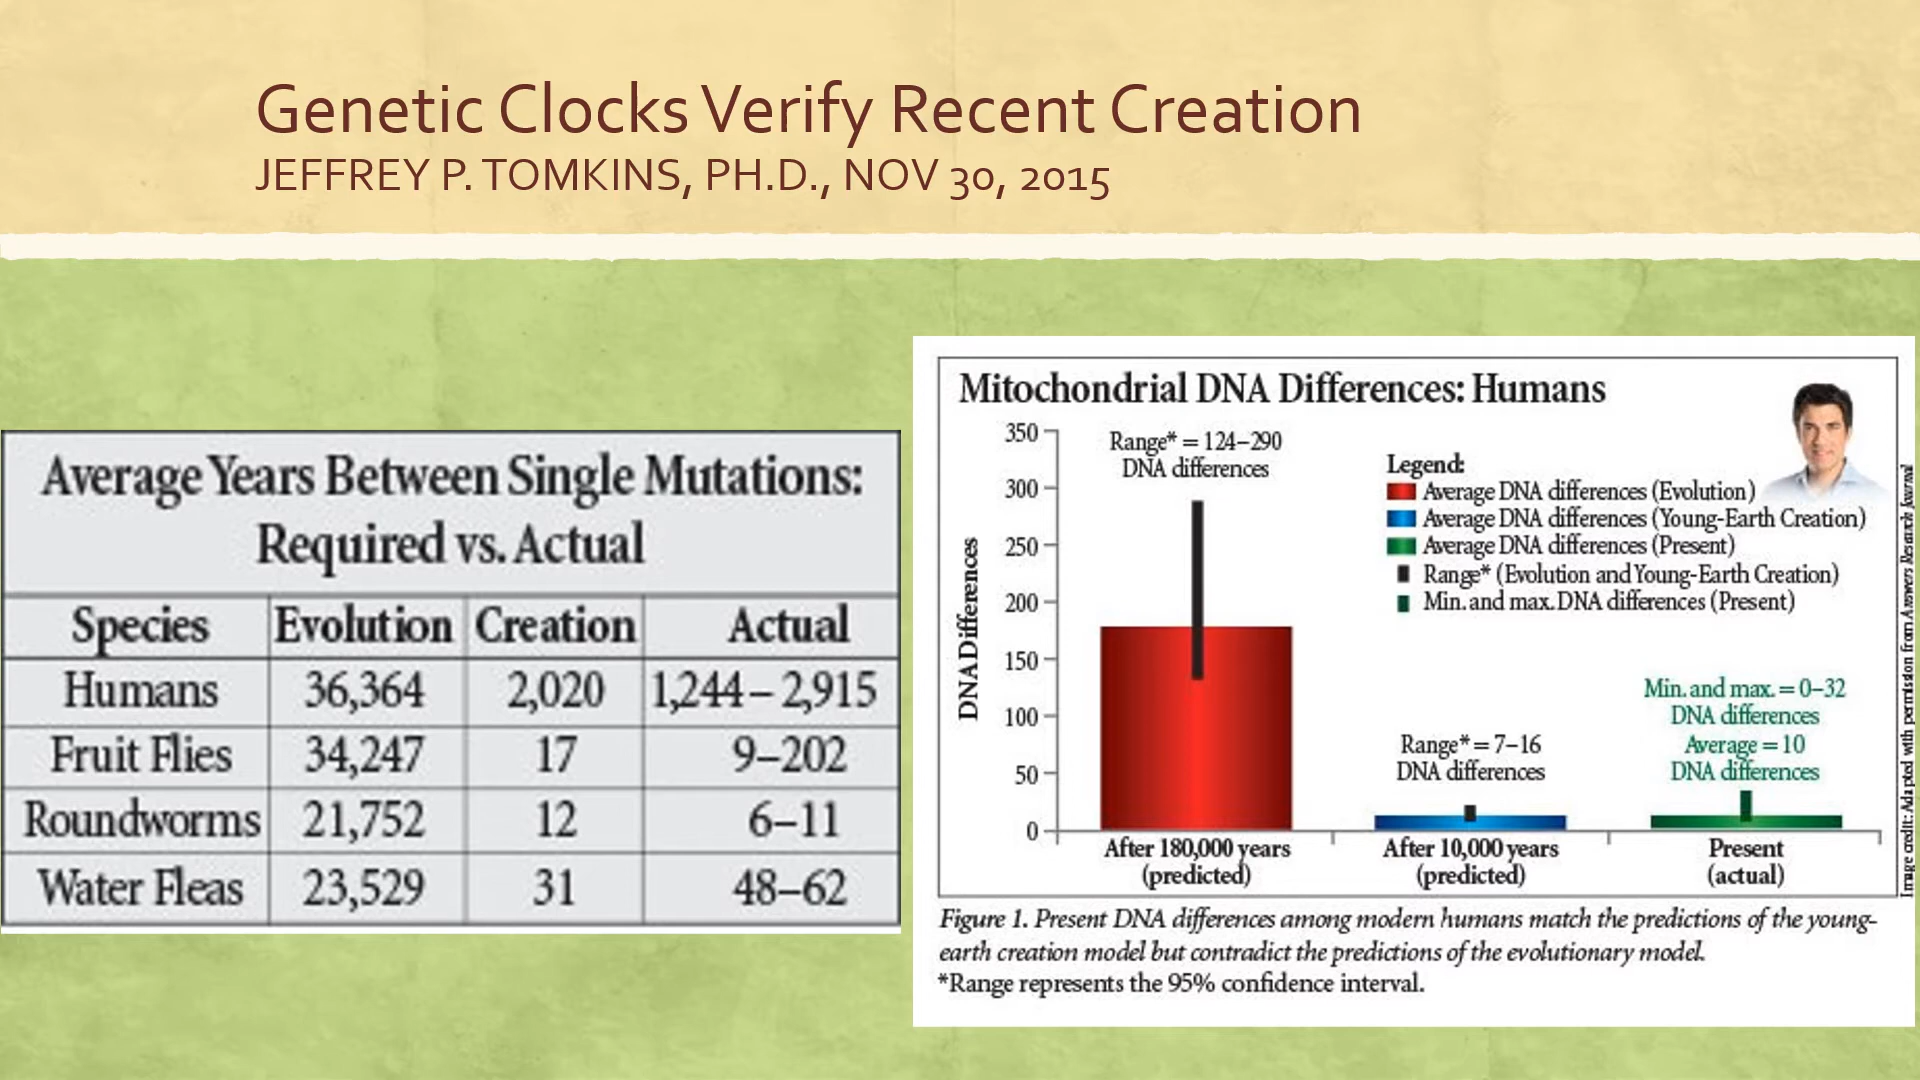 Genetic Clocks Verify Recent Creation
JEFFREY P. TOMKINS, PH.D., NOV 30, 2015
Average Years Between Single Mutations:
Required vs. Actual
Species Evolution Creation Actual
Humans 36,364 2,020 1,244–2,915
Fruit Flies 34,247 17 9–202
Roundworms 21,752 12 6–11
Water Fleas 23,529 31 48–62
Mitochondrial DNA Differences: Humans
DNA Differences
350
300
250
200
150
100
50
0
Range* = 124–290
DNA differences
Legend:
Average DNA differences (Evolution)
Average DNA differences (Young-Earth Creation)
Average DNA differences (Present)
Range* (Evolution and Young-Earth Creation)
Min. and max. DNA differences (Present)
Range* = 7–16
DNA differences
Min. and max. = 0–32
DNA differences
Average = 10
DNA differences
After 180,000 years
(predicted)
After 10,000 years
(predicted)
Present
(actual)
Image credit: Adapted with permission from Answers Research Journal
Figure 1. Present DNA differences among modern humans match the predictions of the young-
earth creation model but contradict the predictions of the evolutionary model.
*Range represents the 95% confidence interval.